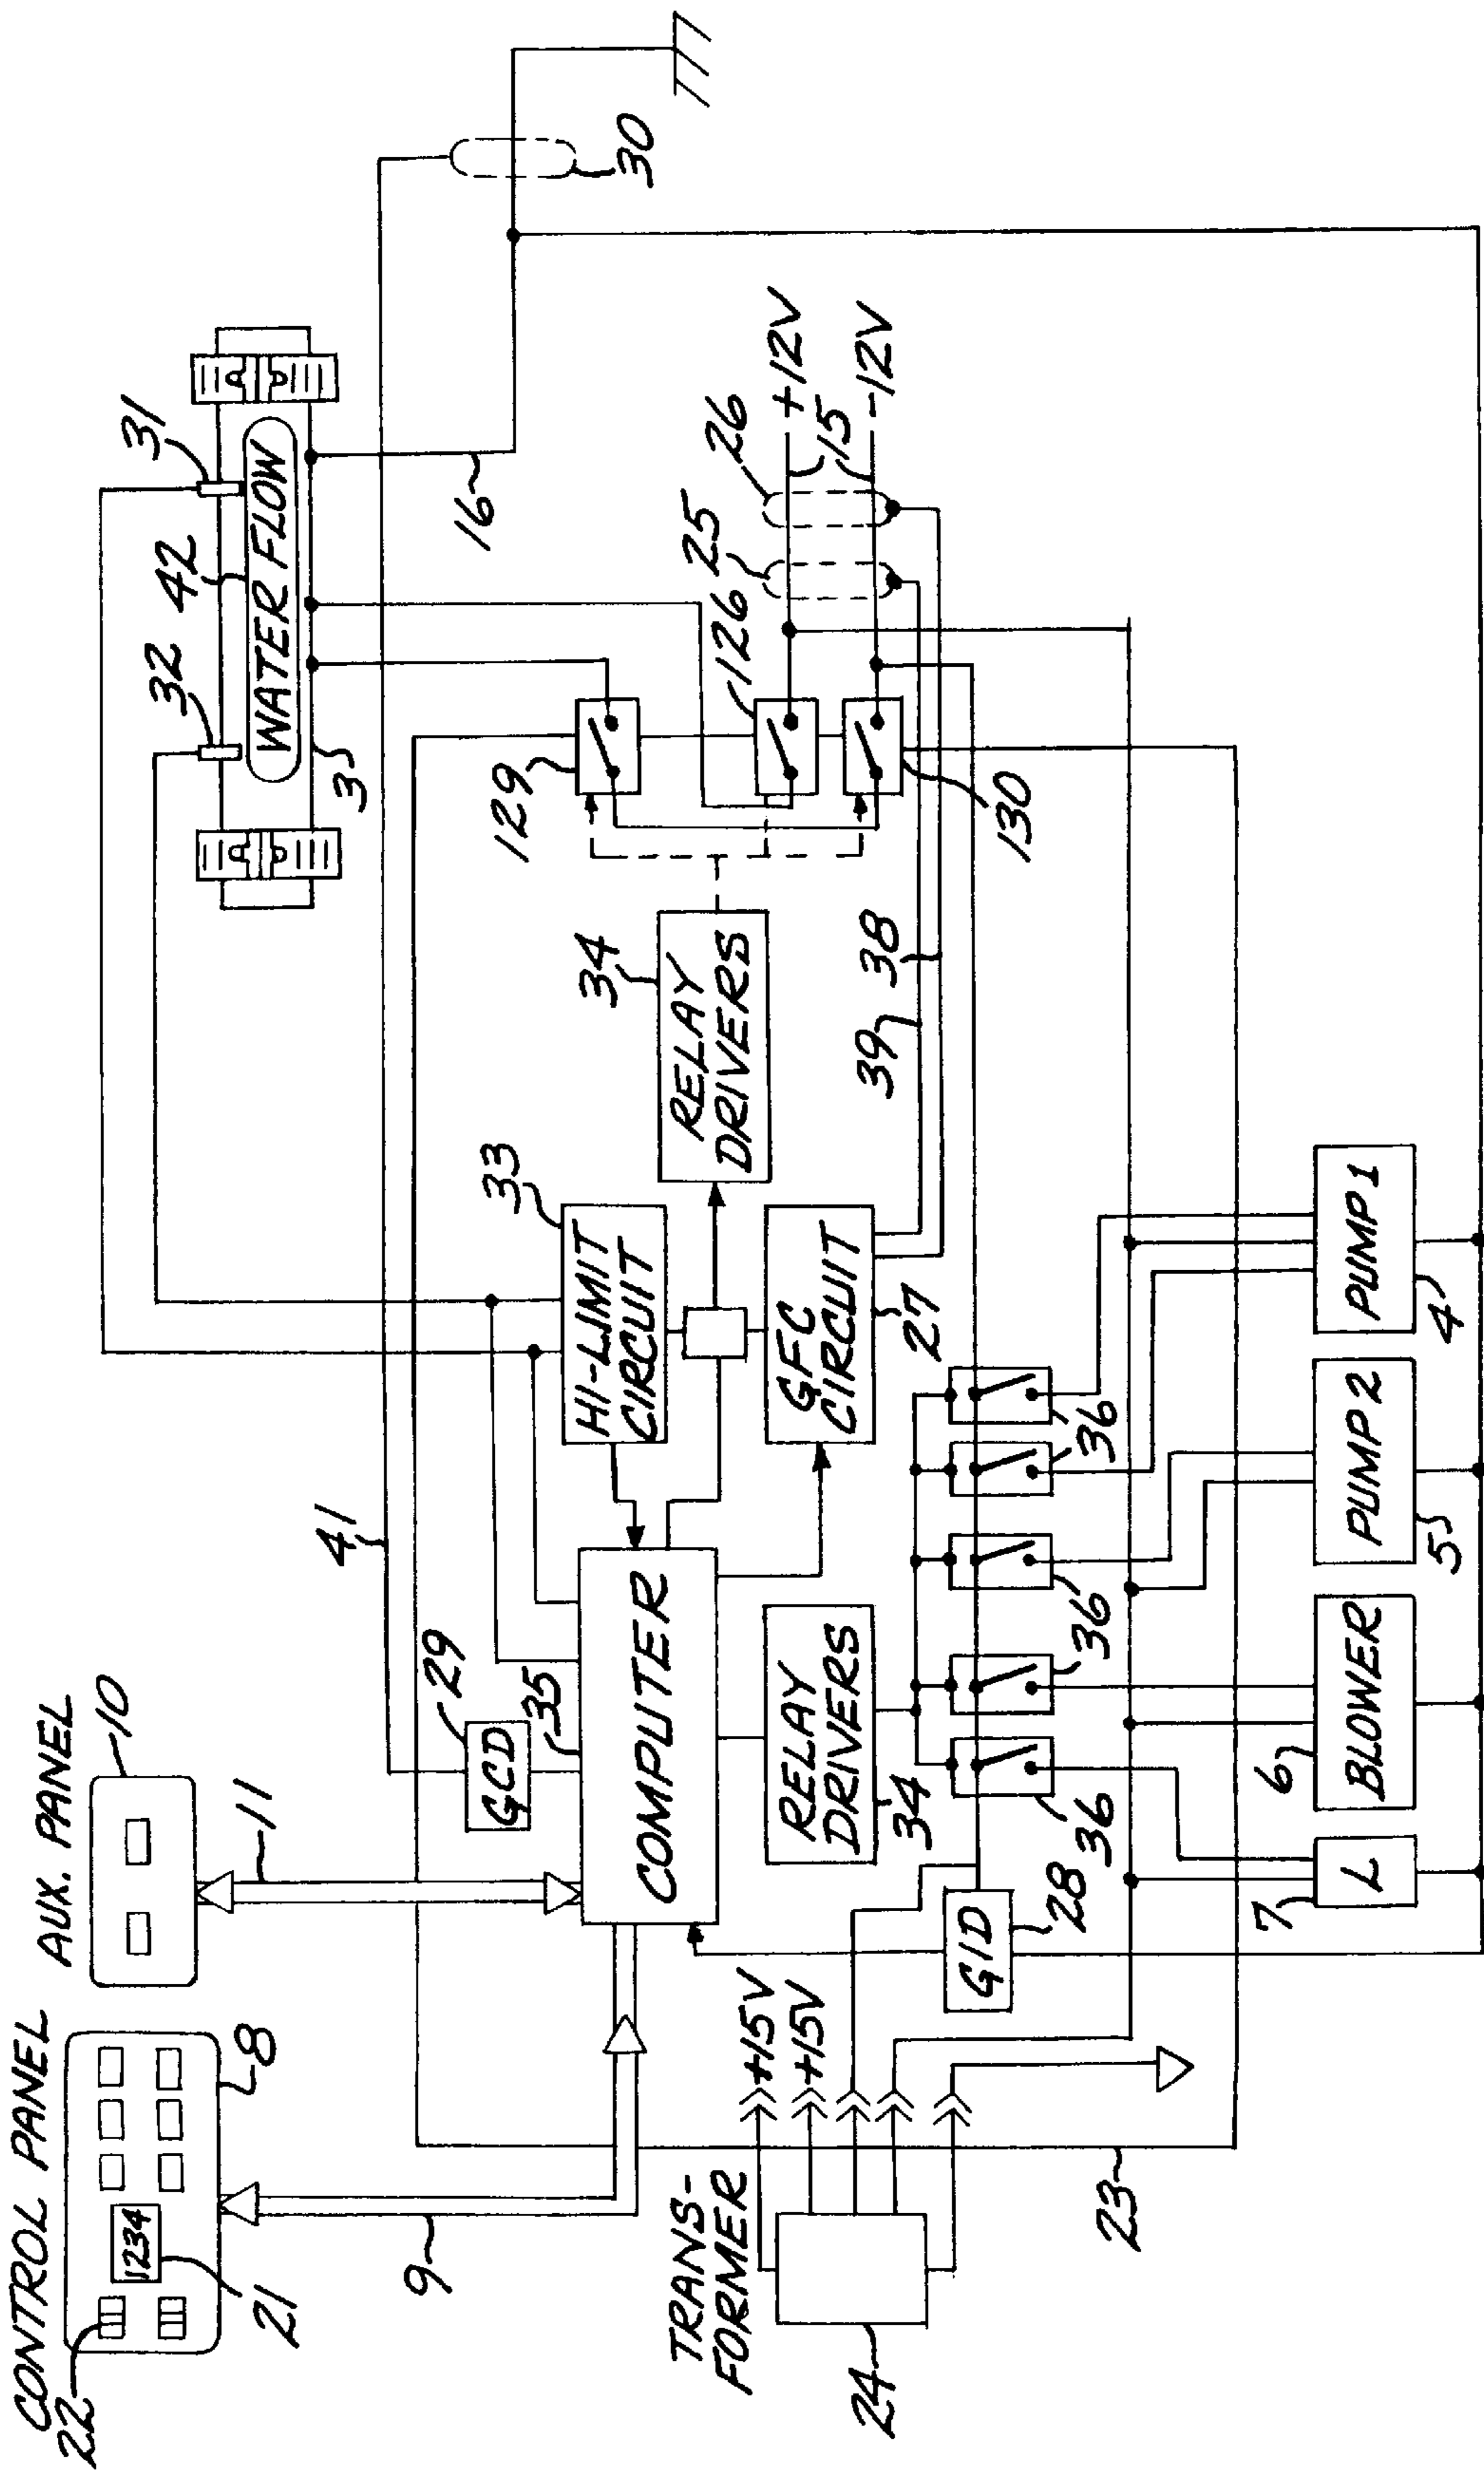 CONTROL PANEL
22
1234
21
8
9
AUX. PANEL
10
11
32
42
31
WATER FLOW
3
16
30
41
29
GCD
35
COMPUTER
33
HI-LIMIT
CIRCUIT
34
RELAY
DRIVERS
129
126
25
26
+12V
15
-12V
130
39
38
GFC
CIRCUIT
27
RELAY
DRIVERS
34
TRANS-
FORMER
24
+15V
+15V
GID
28
36
36
36
36
23
7
L
6
BLOWER
5
PUMP 2
4
PUMP 1